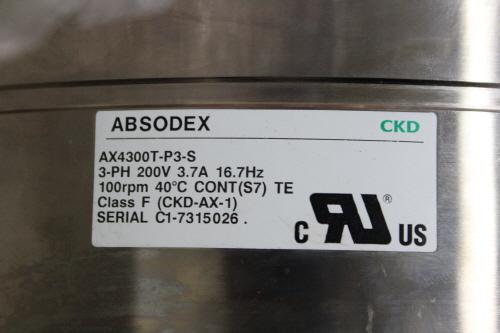 ABSODEX CKD
AX4300T-P3-S
3-PH 200V 3.7A 16.7Hz
100rpm 40°C CONT(S7) TE
Class F (CKD-AX-1)
SERIAL C1-7315026 .
C RU® US